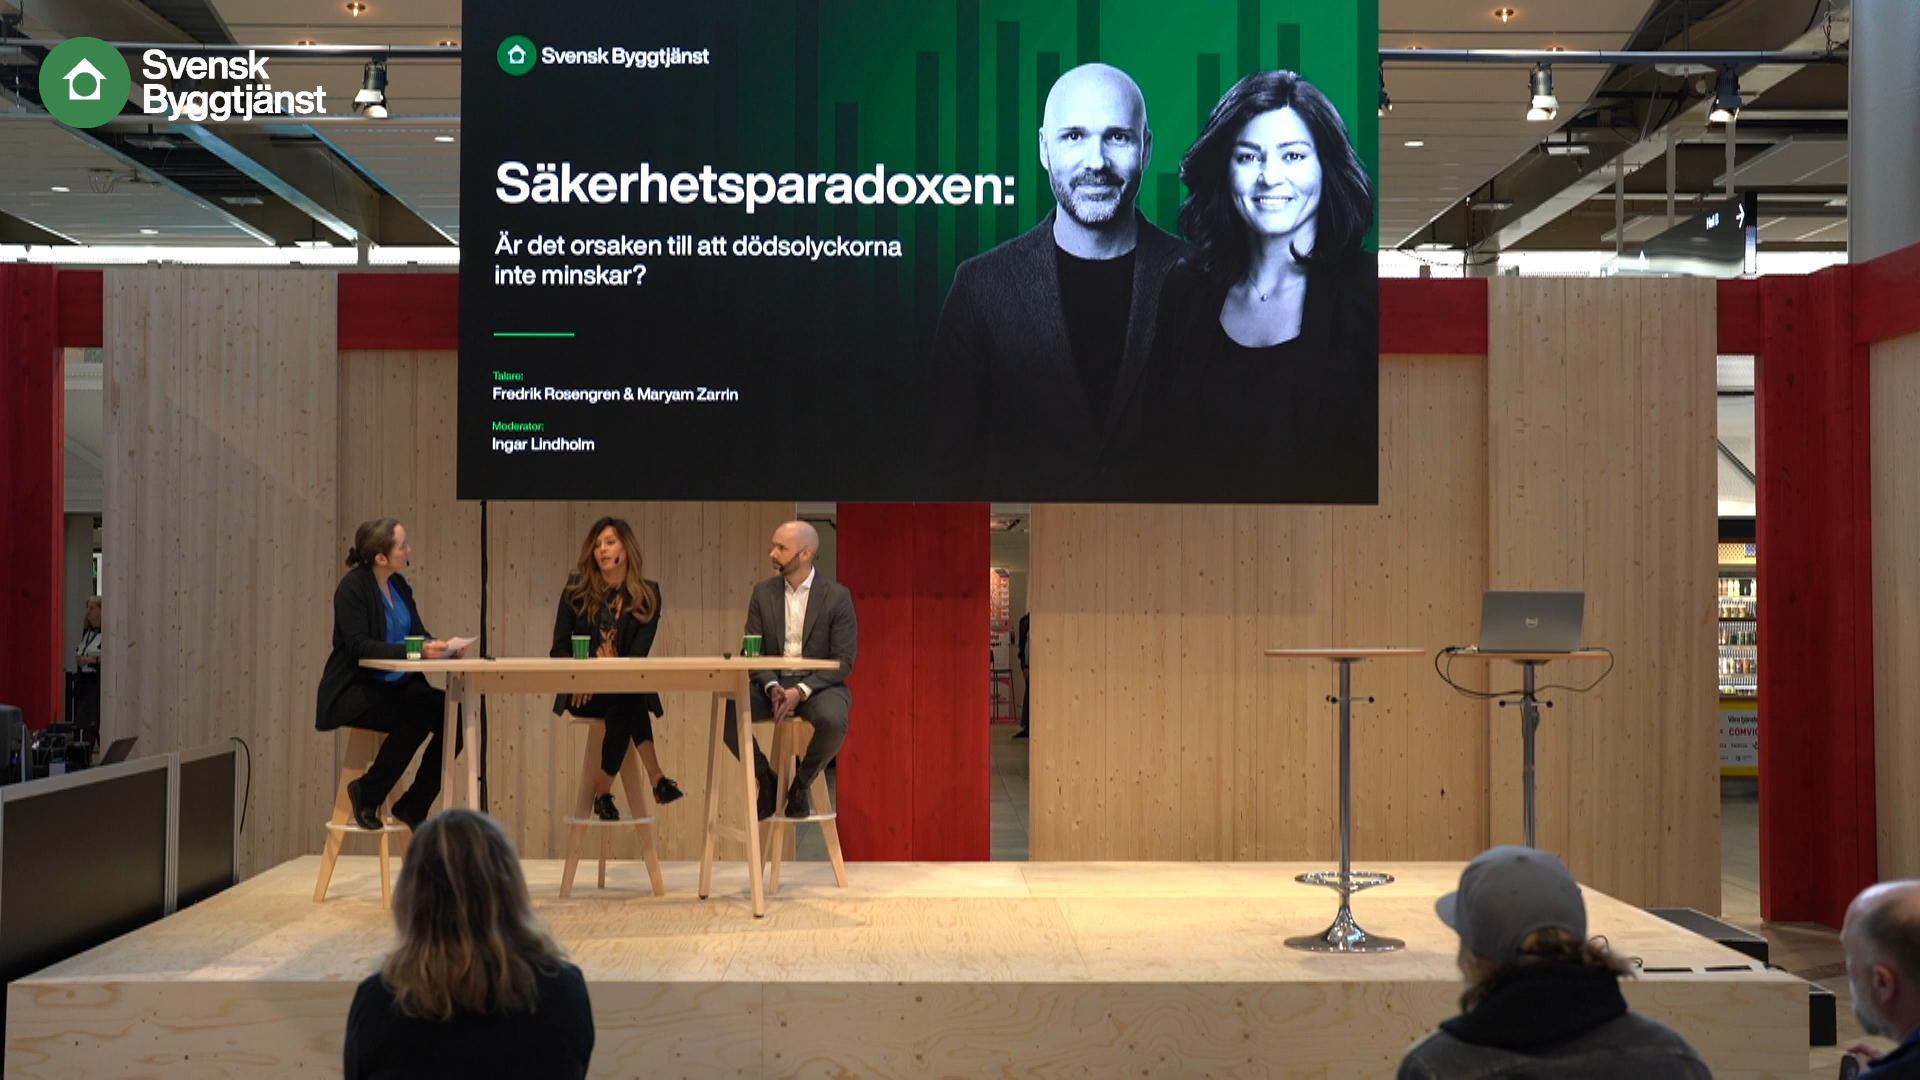 Svensk
Byggtjänst
Svensk Byggtjänst
Säkerhetsparadoxen:
Är det orsaken till att dödsolyckorna
inte minskar?
Talare:
Fredrik Rosengren & Maryam Zarrin
Moderator:
Ingar Lindholm
DELL